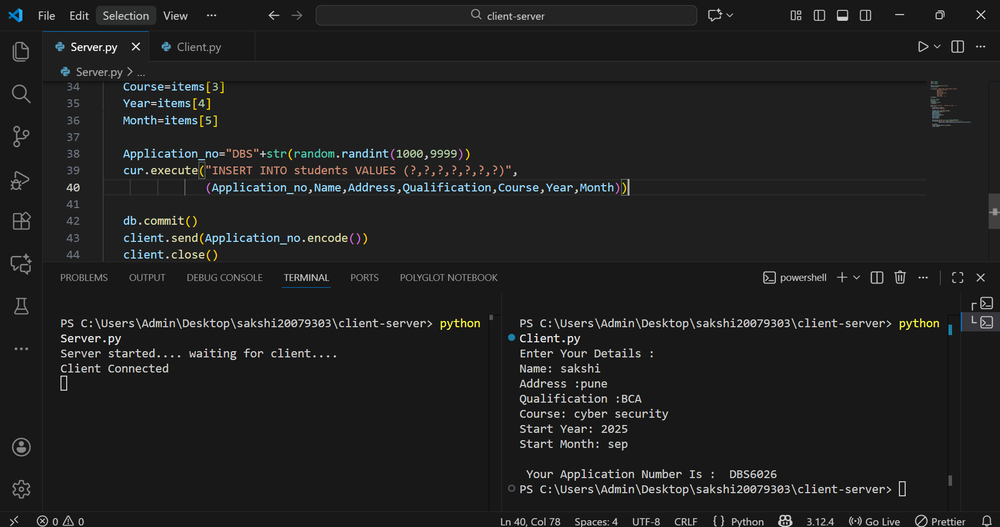 File Edit Selection View ··· client-server
Server.py Client.py
Server.py > ...
34 Course=items[3]
35 Year=items[4]
36 Month=items[5]
37
38 Application_no="DBS"+str(random.randint(1000,9999))
39 cur.execute("INSERT INTO students VALUES (?,?,?,?,?,?,?)",
40 (Application_no,Name,Address,Qualification,Course,Year,Month))
41
42 db.commit()
43 client.send(Application_no.encode())
44 client.close()
PROBLEMS OUTPUT DEBUG CONSOLE TERMINAL PORTS POLYGLOT NOTEBOOK powershell
PS C:\Users\Admin\Desktop\sakshi20079303\client-server> python
Server.py
Server started.... waiting for client....
Client Connected
PS C:\Users\Admin\Desktop\sakshi20079303\client-server> python
Client.py
Enter Your Details :
Name: sakshi
Address :pune
Qualification :BCA
Course: cyber security
Start Year: 2025
Start Month: sep
Your Application Number Is :  DBS6026
PS C:\Users\Admin\Desktop\sakshi20079303\client-server>
0 0 Ln 40, Col 78 Spaces: 4 UTF-8 CRLF {} Python 3.12.4 Go Live Prettier